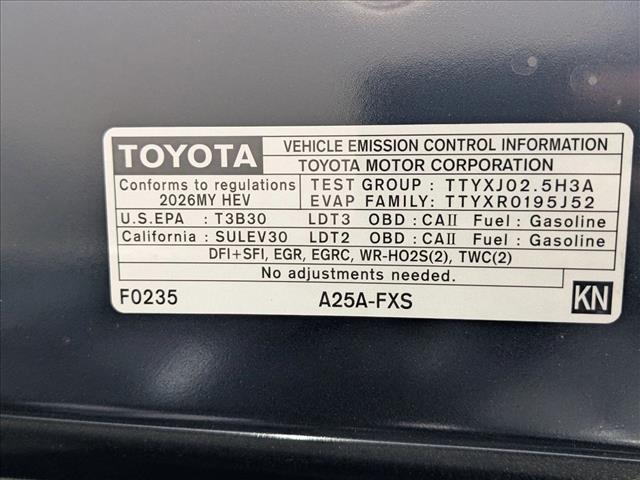 TOYOTA
VEHICLE EMISSION CONTROL INFORMATION
TOYOTA MOTOR CORPORATION
Conforms to regulations
2026MY HEV
TEST GROUP : TTYXJ02.5H3A
EVAP FAMILY: TTYXR0195J52
U.S.EPA : T3B30 LDT3 OBD : CAII Fuel : Gasoline
California : SULEV30 LDT2 OBD : CAII Fuel : Gasoline
DFI+SFI, EGR, EGRC, WR-HO2S(2), TWC(2)
No adjustments needed.
F0235 A25A-FXS KN